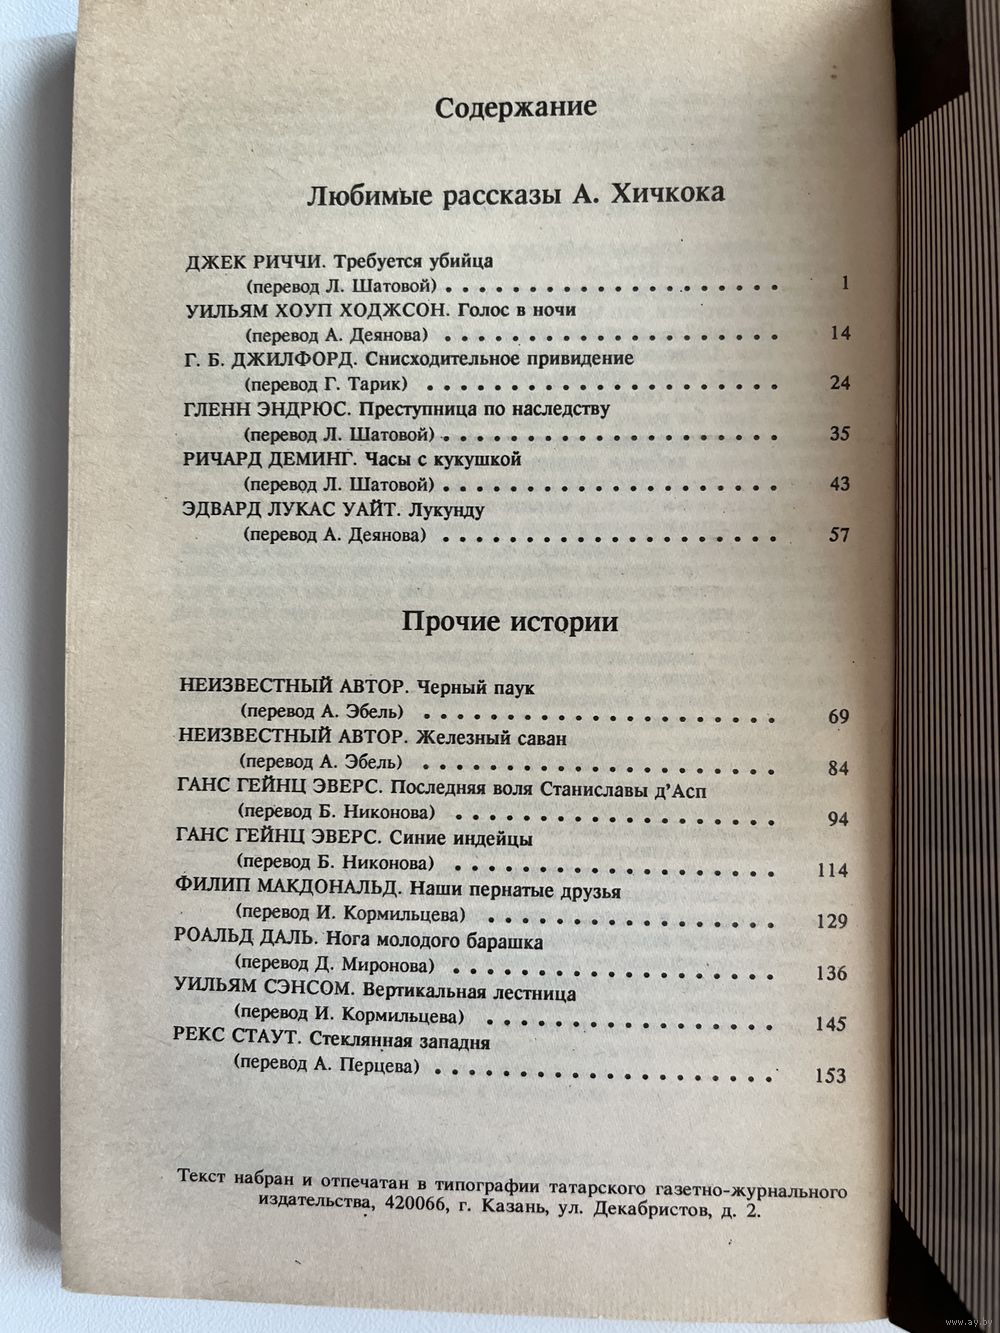 Содержание
Любимые рассказы А. Хичкока
ДЖЕК РИЧЧИ. Требуется убийца
(перевод Л. Шатовой) . . . . . . . . . . . . . . . . . . . . 1
УИЛЬЯМ ХОУП ХОДЖСОН. Голос в ночи
(перевод А. Деянова) . . . . . . . . . . . . . . . . . . . . 14
Г. Б. ДЖИЛФОРД. Снисходительное привидение
(перевод Г. Тарик) . . . . . . . . . . . . . . . . . . . . . 24
ГЛЕНН ЭНДРЮС. Преступница по наследству
(перевод Л. Шатовой) . . . . . . . . . . . . . . . . . . . . 35
РИЧАРД ДЕМИНГ. Часы с кукушкой
(перевод Л. Шатовой) . . . . . . . . . . . . . . . . . . . . 43
ЭДВАРД ЛУКАС УАЙТ. Лукунду
(перевод А. Деянова) . . . . . . . . . . . . . . . . . . . . 57
Прочие истории
НЕИЗВЕСТНЫЙ АВТОР. Черный паук
(перевод А. Эбель) . . . . . . . . . . . . . . . . . . . . . 69
НЕИЗВЕСТНЫЙ АВТОР. Железный саван
(перевод А. Эбель) . . . . . . . . . . . . . . . . . . . . . 84
ГАНС ГЕЙНЦ ЭВЕРС. Последняя воля Станиславы д'Асп
(перевод Б. Никонова) . . . . . . . . . . . . . . . . . . . 94
ГАНС ГЕЙНЦ ЭВЕРС. Синие индейцы
(перевод Б. Никонова) . . . . . . . . . . . . . . . . . . . 114
ФИЛИП МАКДОНАЛЬД. Наши пернатые друзья
(перевод И. Кормильцева) . . . . . . . . . . . . . . . . . 129
РОАЛЬД ДАЛЬ. Нога молодого барашка
(перевод Д. Миронова) . . . . . . . . . . . . . . . . . . . 136
УИЛЬЯМ СЭНСОМ. Вертикальная лестница
(перевод И. Кормильцева) . . . . . . . . . . . . . . . . . 145
РЕКС СТАУТ. Стеклянная западня
(перевод А. Перцева) . . . . . . . . . . . . . . . . . . . . 153
Текст набран и отпечатан в типографии татарского газетно-журнального
издательства, 420066, г. Казань, ул. Декабристов, д. 2.
www.ay.by